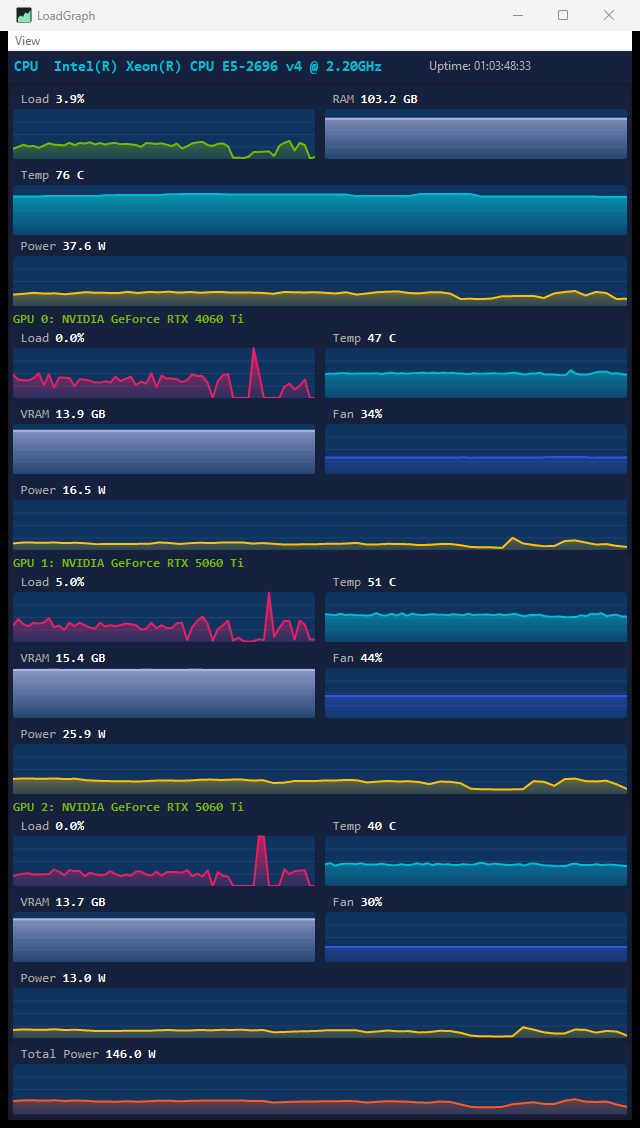 LoadGraph
View
CPU  Intel(R) Xeon(R) CPU E5-2696 v4 @ 2.20GHz Uptime: 01:03:48:33
Load 3.9% RAM 103.2 GB
Temp 76 C
Power 37.6 W
GPU 0: NVIDIA GeForce RTX 4060 Ti
Load 0.0% Temp 47 C
VRAM 13.9 GB Fan 34%
Power 16.5 W
GPU 1: NVIDIA GeForce RTX 5060 Ti
Load 5.0% Temp 51 C
VRAM 15.4 GB Fan 44%
Power 25.9 W
GPU 2: NVIDIA GeForce RTX 5060 Ti
Load 0.0% Temp 40 C
VRAM 13.7 GB Fan 30%
Power 13.0 W
Total Power 146.0 W